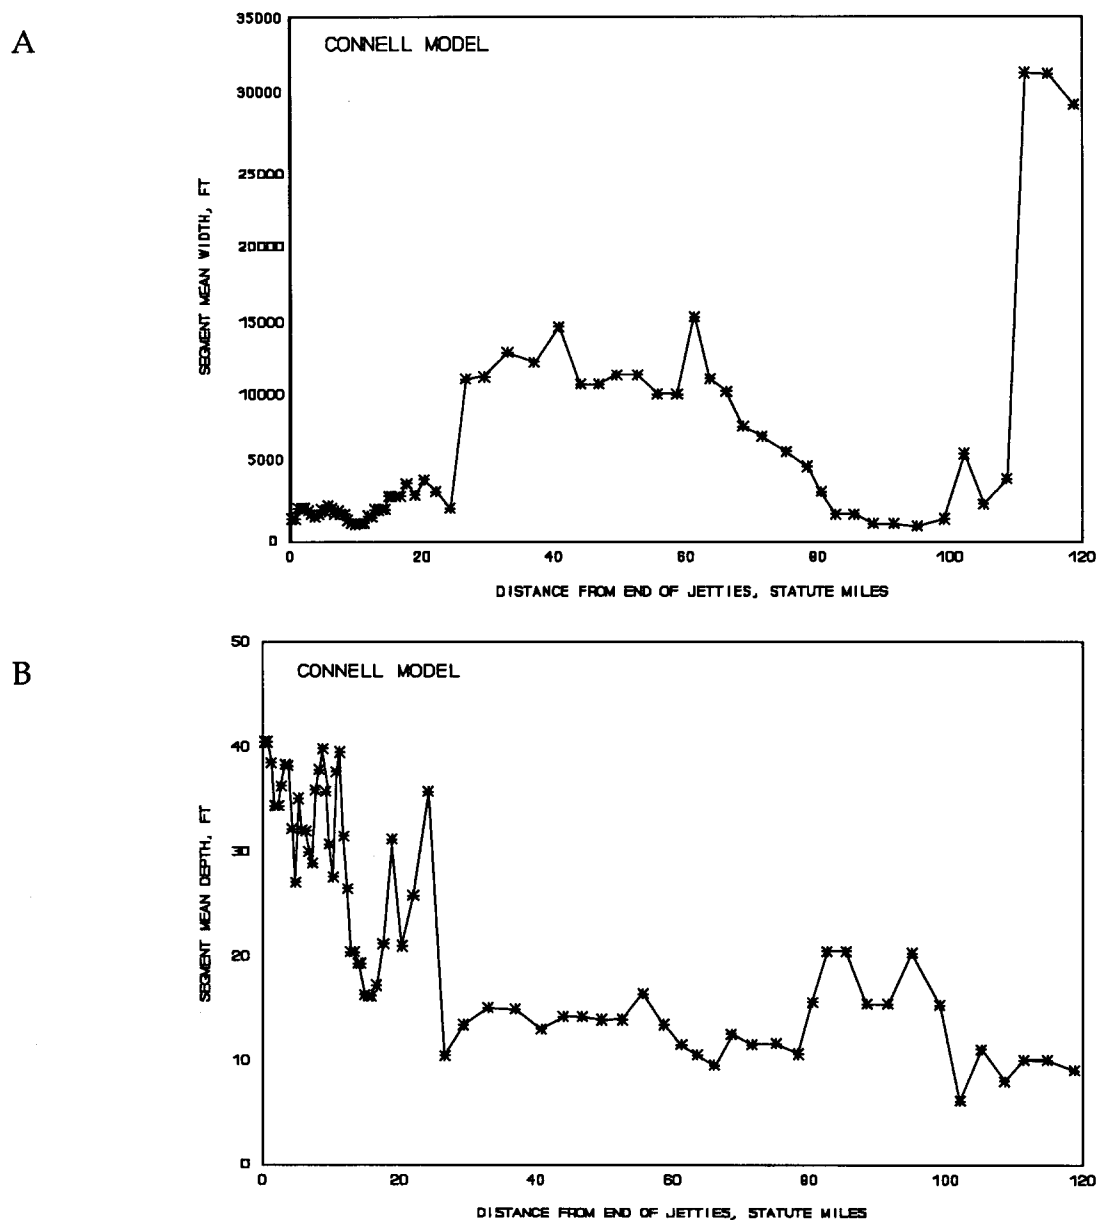 A
CONNELL MODEL
35000
30000
25000
20000
15000
10000
5000
0
SEGMENT MEAN WIDTH, FT
0 20 40 60 80 100 120
DISTANCE FROM END OF JETTIES, STATUTE MILES
B
CONNELL MODEL
50
40
30
20
10
0
SEGMENT MEAN DEPTH, FT
0 20 40 60 80 100 120
DISTANCE FROM END OF JETTIES, STATUTE MILES